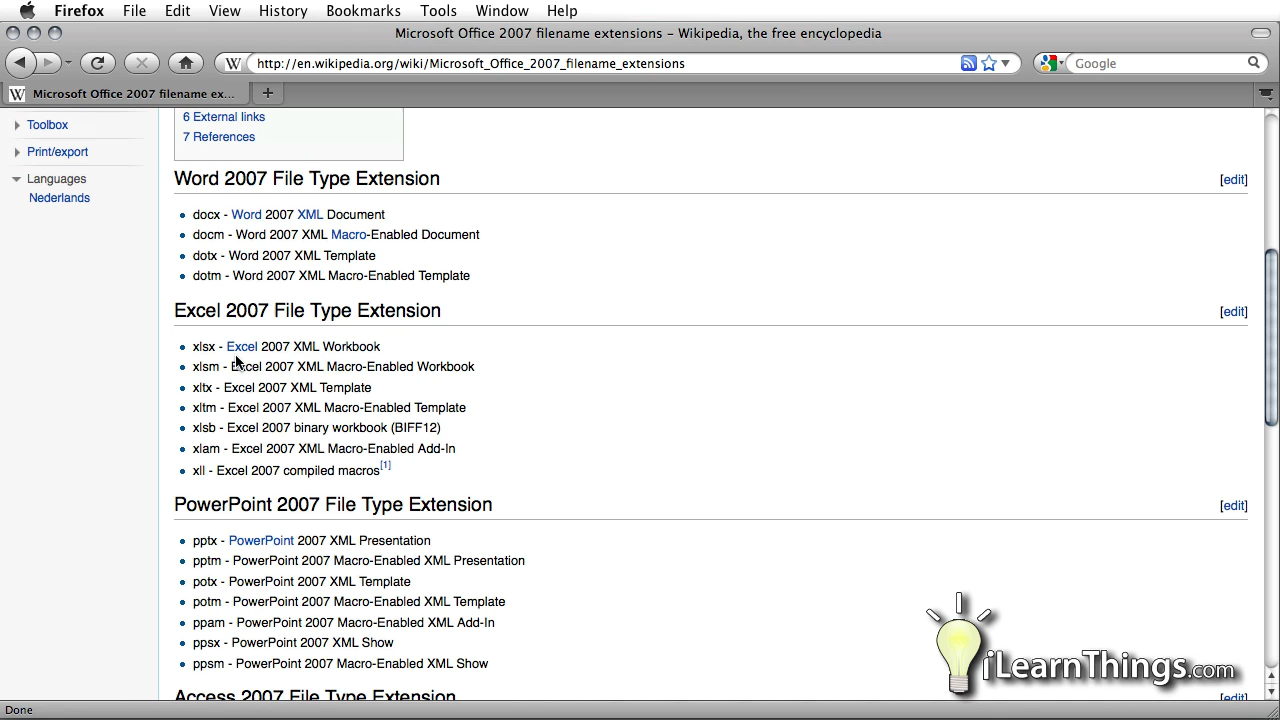 Firefox File Edit View History Bookmarks Tools Window Help
Microsoft Office 2007 filename extensions – Wikipedia, the free encyclopedia
W http://en.wikipedia.org/wiki/Microsoft_Office_2007_filename_extensions Google
W Microsoft Office 2007 filename ex... +
6 External links
Toolbox
7 References
Print/export
Languages
Nederlands
Word 2007 File Type Extension [edit]
docx - Word 2007 XML Document
docm - Word 2007 XML Macro-Enabled Document
dotx - Word 2007 XML Template
dotm - Word 2007 XML Macro-Enabled Template
Excel 2007 File Type Extension [edit]
xlsx - Excel 2007 XML Workbook
xlsm - Excel 2007 XML Macro-Enabled Workbook
xltx - Excel 2007 XML Template
xltm - Excel 2007 XML Macro-Enabled Template
xlsb - Excel 2007 binary workbook (BIFF12)
xlam - Excel 2007 XML Macro-Enabled Add-In
xll - Excel 2007 compiled macros[1]
PowerPoint 2007 File Type Extension [edit]
pptx - PowerPoint 2007 XML Presentation
pptm - PowerPoint 2007 Macro-Enabled XML Presentation
potx - PowerPoint 2007 XML Template
potm - PowerPoint 2007 Macro-Enabled XML Template
ppam - PowerPoint 2007 Macro-Enabled XML Add-In
ppsx - PowerPoint 2007 XML Show
ppsm - PowerPoint 2007 Macro-Enabled XML Show
iLearnThings.com
Access 2007 File Type Extension [edit]
Done